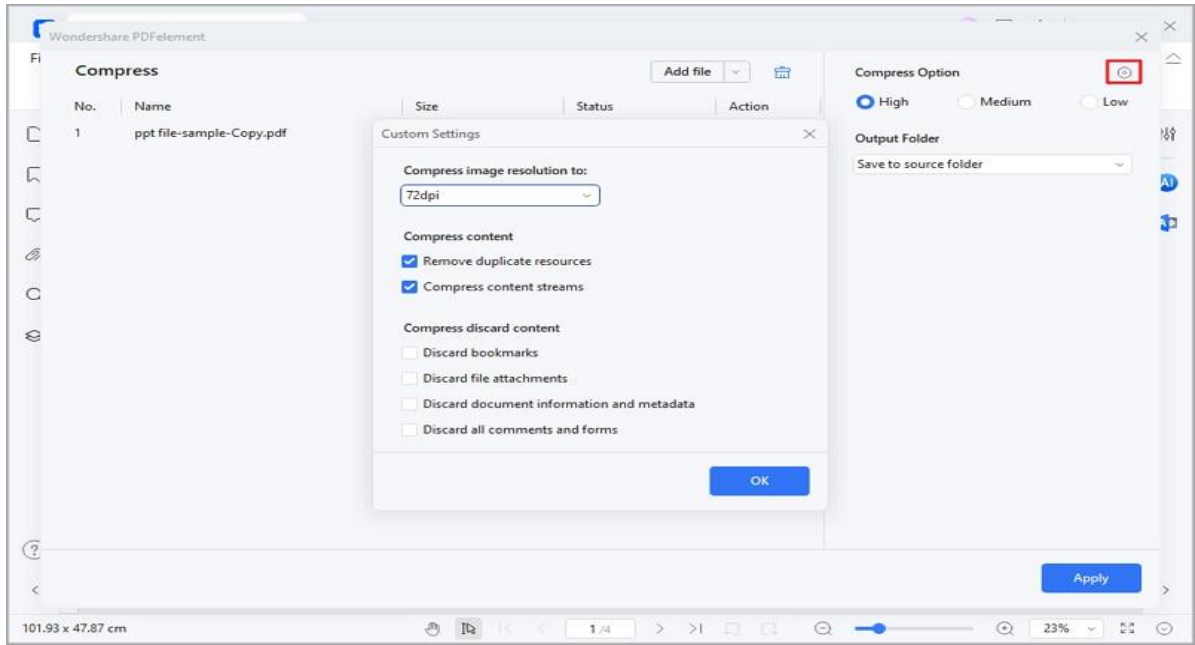 Wondershare PDFelement
Fi
Compress
Add file
Compress Option
High Medium Low
No. Name Size Status Action
1 ppt file-sample-Copy.pdf
Output Folder
Save to source folder
Custom Settings
Compress image resolution to:
72dpi
Compress content
Remove duplicate resources
Compress content streams
Compress discard content
Discard bookmarks
Discard file attachments
Discard document information and metadata
Discard all comments and forms
OK
AI
Apply
101.93 x 47.87 cm
1 /4
23%